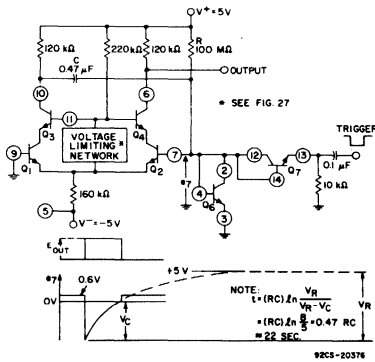 V+ = 5V
120 kΩ
220kΩ
120 kΩ
R
100 MΩ
C
0.47 µF
OUTPUT
10
6
* SEE FIG. 27
11
Q3
Q4
TRIGGER
VOLTAGE
LIMITING *
NETWORK
9
Q1
Q2
7
e7
12
13
Q7
14
0.1 µF
2
4
Q6
3
10 kΩ
160 kΩ
5
V- = -5V
EOUT
e7
0.6V
+5 V
0V
VC
VR
NOTE:
t = (RC) ln VR
VR - VC
= (RC) ln 8/5 = 0.47 RC
≈ 22 SEC.
92CS-20376